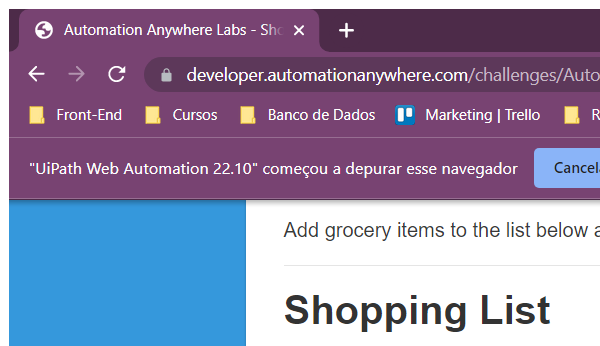 Automation Anywhere Labs - Sho
developer.automationanywhere.com/challenges/Auto
Front-End Cursos Banco de Dados Marketing | Trello R
"UiPath Web Automation 22.10" começou a depurar esse navegador Cancela
Add grocery items to the list below a
Shopping List